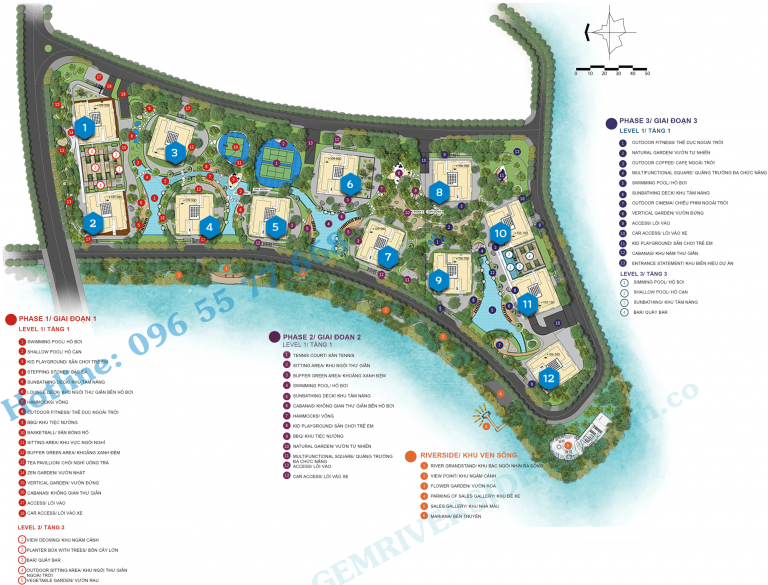 0 10 20 30 40 50
1
2
3
4
5
6
7
8
9
10
11
12
PHASE 1/ GIAI ĐOẠN 1
LEVEL 1/ TẦNG 1
1 SWIMMING POOL/ HỒ BƠI
2 SHALLOW POOL/ HỒ CẠN
3 KID PLAYGROUND/ SÂN CHƠI TRẺ EM
4 STEPPING STONES/
5 SUNBATHING DECK/ KHU TẮM NẮNG
6 LOUNGE DECK/ KHU NGỒI THƯ GIÃN BÊN HỒ BƠI
7 HAMMOCKS/ VÕNG
8 OUTDOOR FITNESS/ THỂ DỤC NGOÀI TRỜI
9 BBQ/ KHU TIỆC NƯỚNG
10 BASKETBALL/ SÂN BÓNG RỔ
11 SITTING AREA/ KHU VỰC NGỒI NGHỈ
12 BUFFER GREEN AREA/ KHOẢNG XANH ĐỆM
13 TEA PAVILLION/ CHÒI NGHỈ UỐNG TRÀ
14 ZEN GARDEN/ VƯỜN NHẬT
15 VERTICAL GARDEN/ VƯỜN ĐỨNG
16 CABANAS/ KHÔNG GIAN THƯ GIÃN
17 ACCESS/ LỐI VÀO
18 CAR ACCESS/ LỐI VÀO XE
LEVEL 3/ TẦNG 3
1 VIEW DECKING/ KHU NGẮM CẢNH
2 PLANTER BOX WITH TREES/ BỒN CÂY LỚN
3 BAR/ QUẦY BAR
4 OUTDOOR SITTING AREA/ KHU NGỒI THƯ GIÃN
NGOÀI TRỜI
5 VEGETABLE GARDEN/ VƯỜN RAU
PHASE 2/ GIAI ĐOẠN 2
LEVEL 1/ TẦNG 1
1 TENNIS COURT/ SÂN TENNIS
2 SITTING AREA/ KHU NGỒI THƯ GIÃN
3 BUFFER GREEN AREA/ KHOẢNG XANH ĐỆM
4 SWIMMING POOL/ HỒ BƠI
5 SUNBATHING DECK/ KHU TẮM NẮNG
6 CABANAS/ KHÔNG GIAN THƯ GIÃN BÊN HỒ BƠI
7 HAMMOCKS/ VÕNG
8 KID PLAYGROUND/ SÂN CHƠI TRẺ EM
9 BBQ/ KHU TIỆC NƯỚNG
10 NATURAL GARDEN/ VƯỜN TỰ NHIÊN
11 MULTIFUNCTIONAL SQUARE/ QUẢNG TRƯỜNG
ĐA CHỨC NĂNG
12 ACCESS/ LỐI VÀO
13 CAR ACCESS/ LỐI VÀO XE
RIVERSIDE/ KHU VEN SÔNG
1 RIVER GRANDSTAND/ KHU BẬC NGỒI NHÌN RA SÔNG
2 VIEW POINT/ KHU NGẮM CẢNH
3 FLOWER GARDEN/ VƯỜN HOA
4 PARKING OF SALES GALLERY/ KHU ĐỂ XE
5 SALES GALLERY/ KHU NHÀ MẪU
6 MARIANA/ BẾN THUYỀN
PHASE 3/ GIAI ĐOẠN 3
LEVEL 1/ TẦNG 1
1 OUTDOOR FITNESS/ THỂ DỤC NGOÀI TRỜI
2 NATURAL GARDEN/ VƯỜN TỰ NHIÊN
3 OUTDOOR COFFEE/ CAFE NGOÀI TRỜI
4 MULTIFUNCTIONAL SQUARE/ QUẢNG TRƯỜNG ĐA CHỨC NĂNG
5 SWIMMING POOL/ HỒ BƠI
6 SUNBATHING DECK/ KHU TẮM NẮNG
7 OUTDOOR CINEMA/ CHIẾU PHIM NGOÀI TRỜI
8 VERTICAL GARDEN/ VƯỜN ĐỨNG
9 ACCESS/ LỐI VÀO
10 CAR ACCESS/ LỐI VÀO XE
11 KID PLAYGROUND/ SÂN CHƠI TRẺ EM
12 CABANAS/ KHU NẰM THƯ GIÃN
13 ENTRANCE STATEMENT/ KHU BIỂN HIỆU DỰ ÁN
LEVEL 3/ TẦNG 3
1 SIMMING POOL/ HỒ BƠI
2 SHALLOW POOL/ HỒ CẠN
3 SUNBATHING/ KHU TẮM NẮNG
4 BAR/ QUẦY BAR
Hotline: 096 55 77